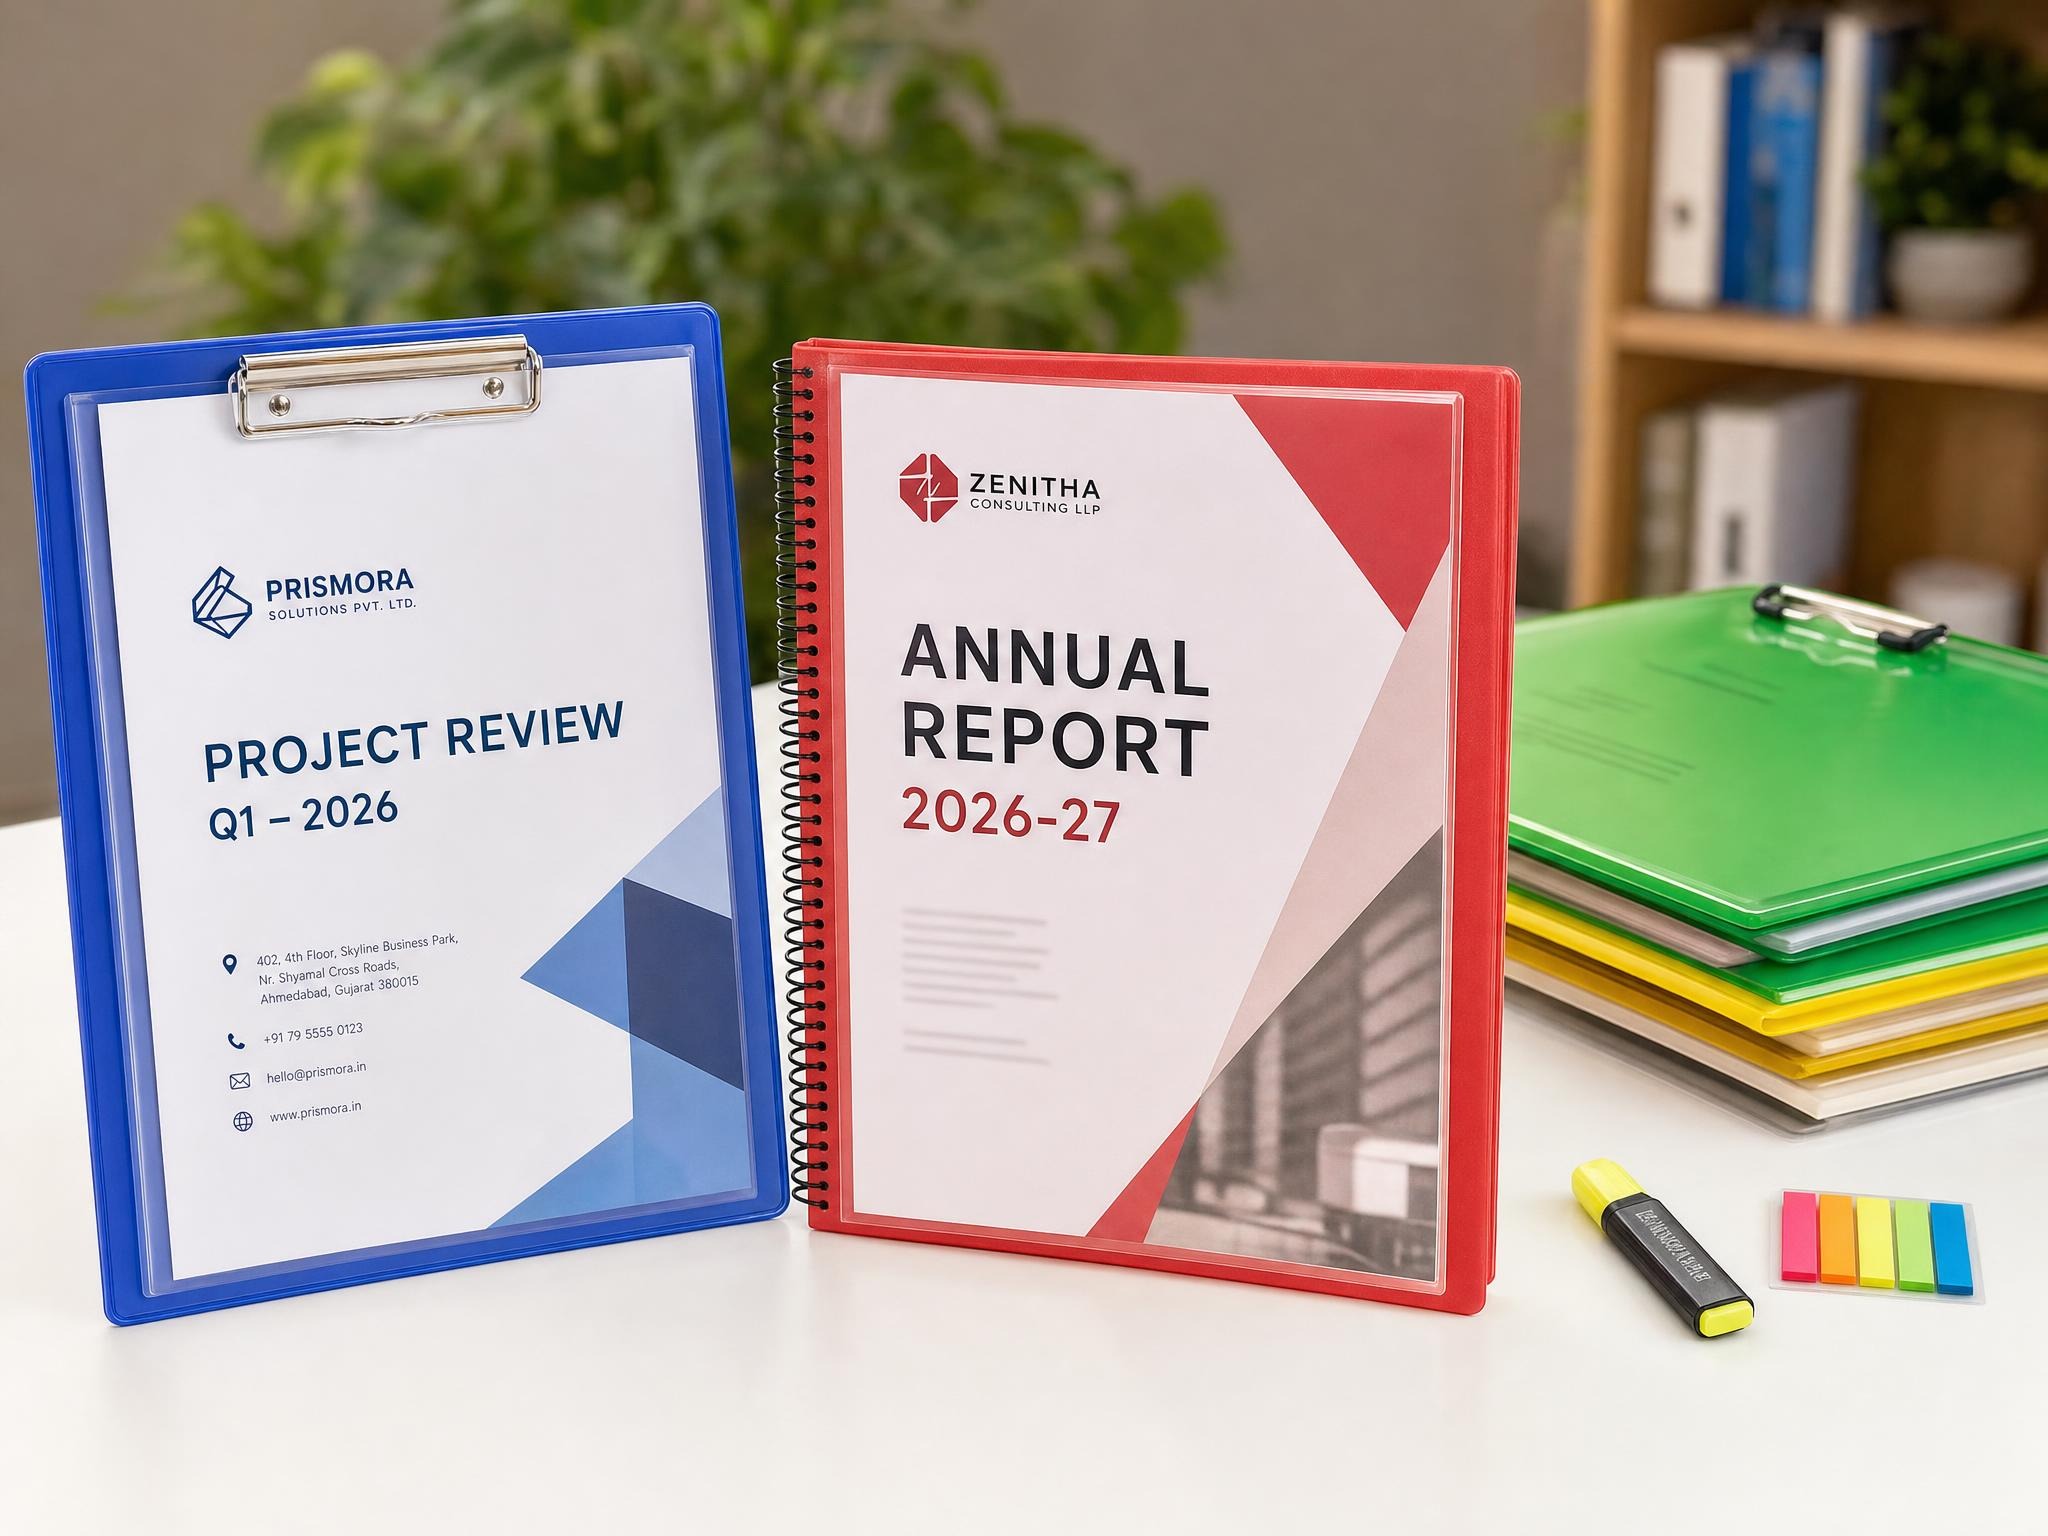 PRISMORA
SOLUTIONS PVT. LTD.
PROJECT REVIEW
Q1 – 2026
402, 4th Floor, Skyline Business Park,
Nr. Shyamal Cross Roads,
Ahmedabad, Gujarat 380015
+91 79 5555 0123
hello@prismora.in
www.prismora.in
ZENITHA
CONSULTING LLP
ANNUAL
REPORT
2026-27